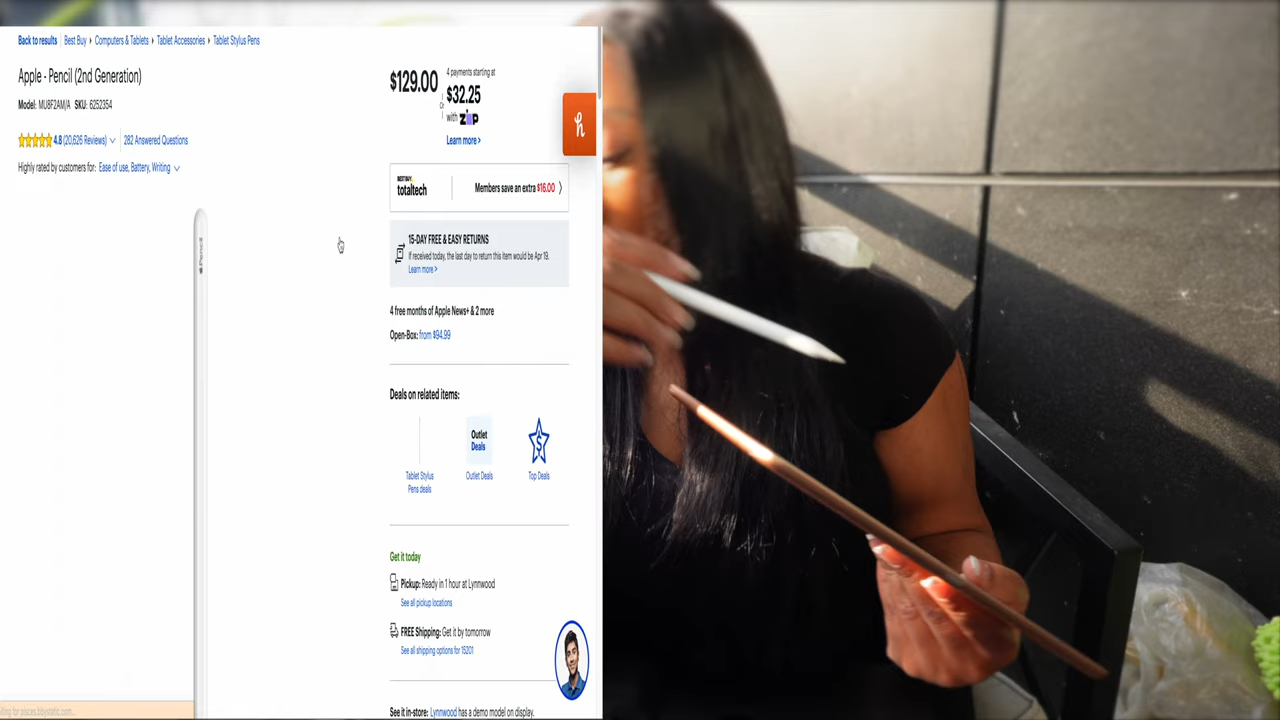 Back to results Best Buy › Computers & Tablets › Tablet Accessories › Tablet Stylus Pens
Apple - Pencil (2nd Generation)
Model: MU8F2AM/A SKU: 6252354
4.8 (20,626 Reviews) 282 Answered Questions
Highly rated by customers for: Ease of use, Battery, Writing
Pencil
$129.00
Or
4 payments starting at
$32.25
with zip
Learn more >
h
BEST BUY
totaltech
Members save an extra $16.00
15-DAY FREE & EASY RETURNS
If received today, the last day to return this item would be Apr 19.
Learn more >
4 free months of Apple News+ & 2 more
Open-Box: from $94.99
Deals on related items:
Tablet Stylus
Pens deals
Outlet
Deals
Outlet Deals
$
Top Deals
Get it today
Pickup: Ready in 1 hour at Lynnwood
See all pickup locations
FREE Shipping: Get it by tomorrow
See all shipping options for 15201
See it in-store: Lynnwood has a demo model on display.